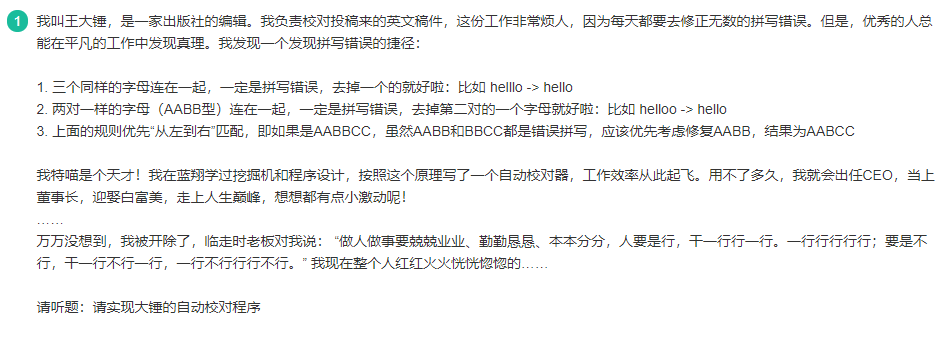 1 我叫王大锤，是一家出版社的编辑。我负责校对投稿来的英文稿件，这份工作非常烦人，因为每天都要去修正无数的拼写错误。但是，优秀的人总
能在平凡的工作中发现真理。我发现一个发现拼写错误的捷径：
1. 三个同样的字母连在一起，一定是拼写错误，去掉一个的就好啦：比如 helllo -> hello
2. 两对一样的字母（AABB型）连在一起，一定是拼写错误，去掉第二对的一个字母就好啦：比如 helloo -> hello
3. 上面的规则优先“从左到右”匹配，即如果是AABBCC，虽然AABB和BBCC都是错误拼写，应该优先考虑修复AABB，结果为AABCC
我特喵是个天才！我在蓝翔学过挖掘机和程序设计，按照这个原理写了一个自动校对器，工作效率从此起飞。用不了多久，我就会出任CEO，当上
董事长，迎娶白富美，走上人生巅峰，想想都有点小激动呢！
……
万万没想到，我被开除了，临走时老板对我说： “做人做事要兢兢业业、勤勤恳恳、本本分分，人要是行，干一行行一行。一行行行行行；要是不
行，干一行不行一行，一行不行行行不行。” 我现在整个人红红火火恍恍惚惚的……
请听题：请实现大锤的自动校对程序